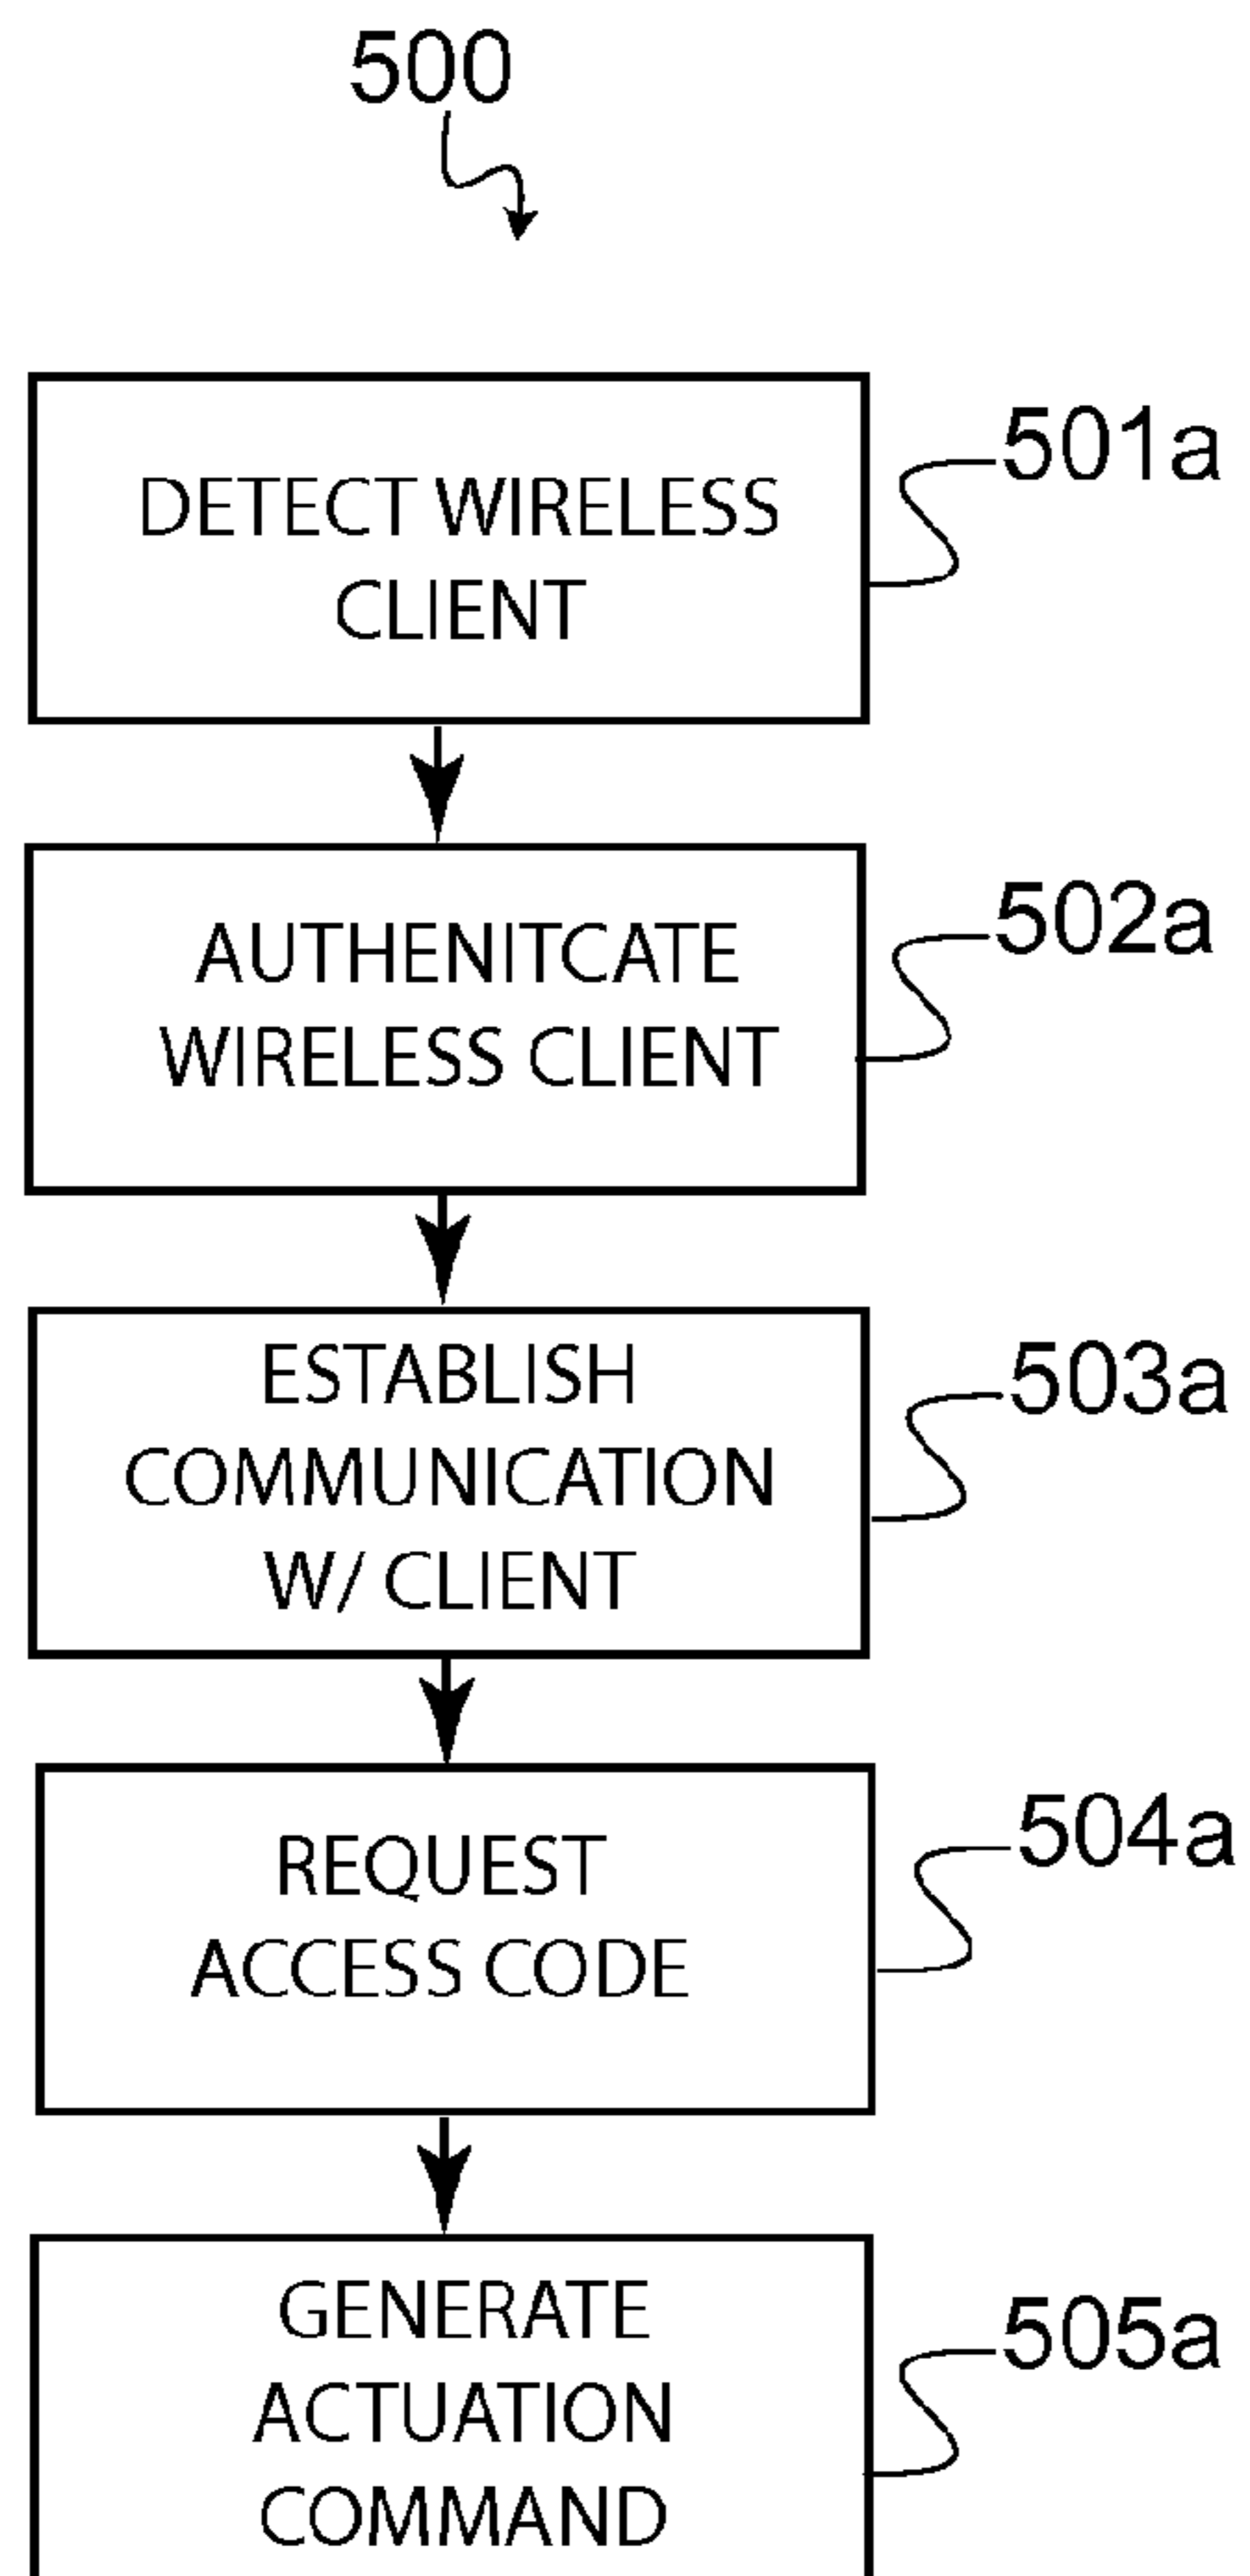 500
DETECT WIRELESS
CLIENT
501a
AUTHENITCATE
WIRELESS CLIENT
502a
ESTABLISH
COMMUNICATION
W/ CLIENT
503a
REQUEST
ACCESS CODE
504a
GENERATE
ACTUATION
COMMAND
505a